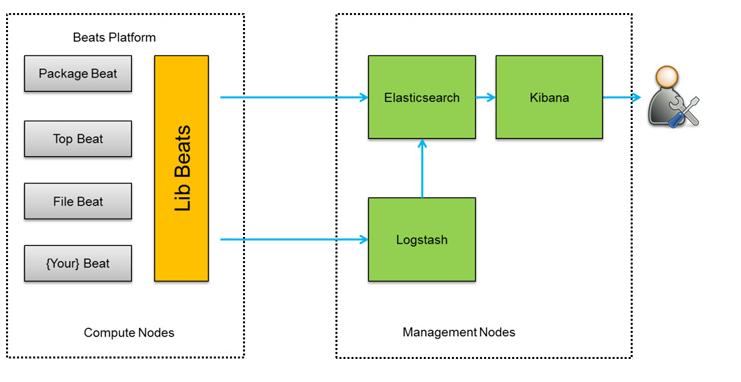 Beats Platform
Package Beat
Top Beat
File Beat
{Your} Beat
Lib Beats
Compute Nodes
Elasticsearch
Kibana
Logstash
Management Nodes